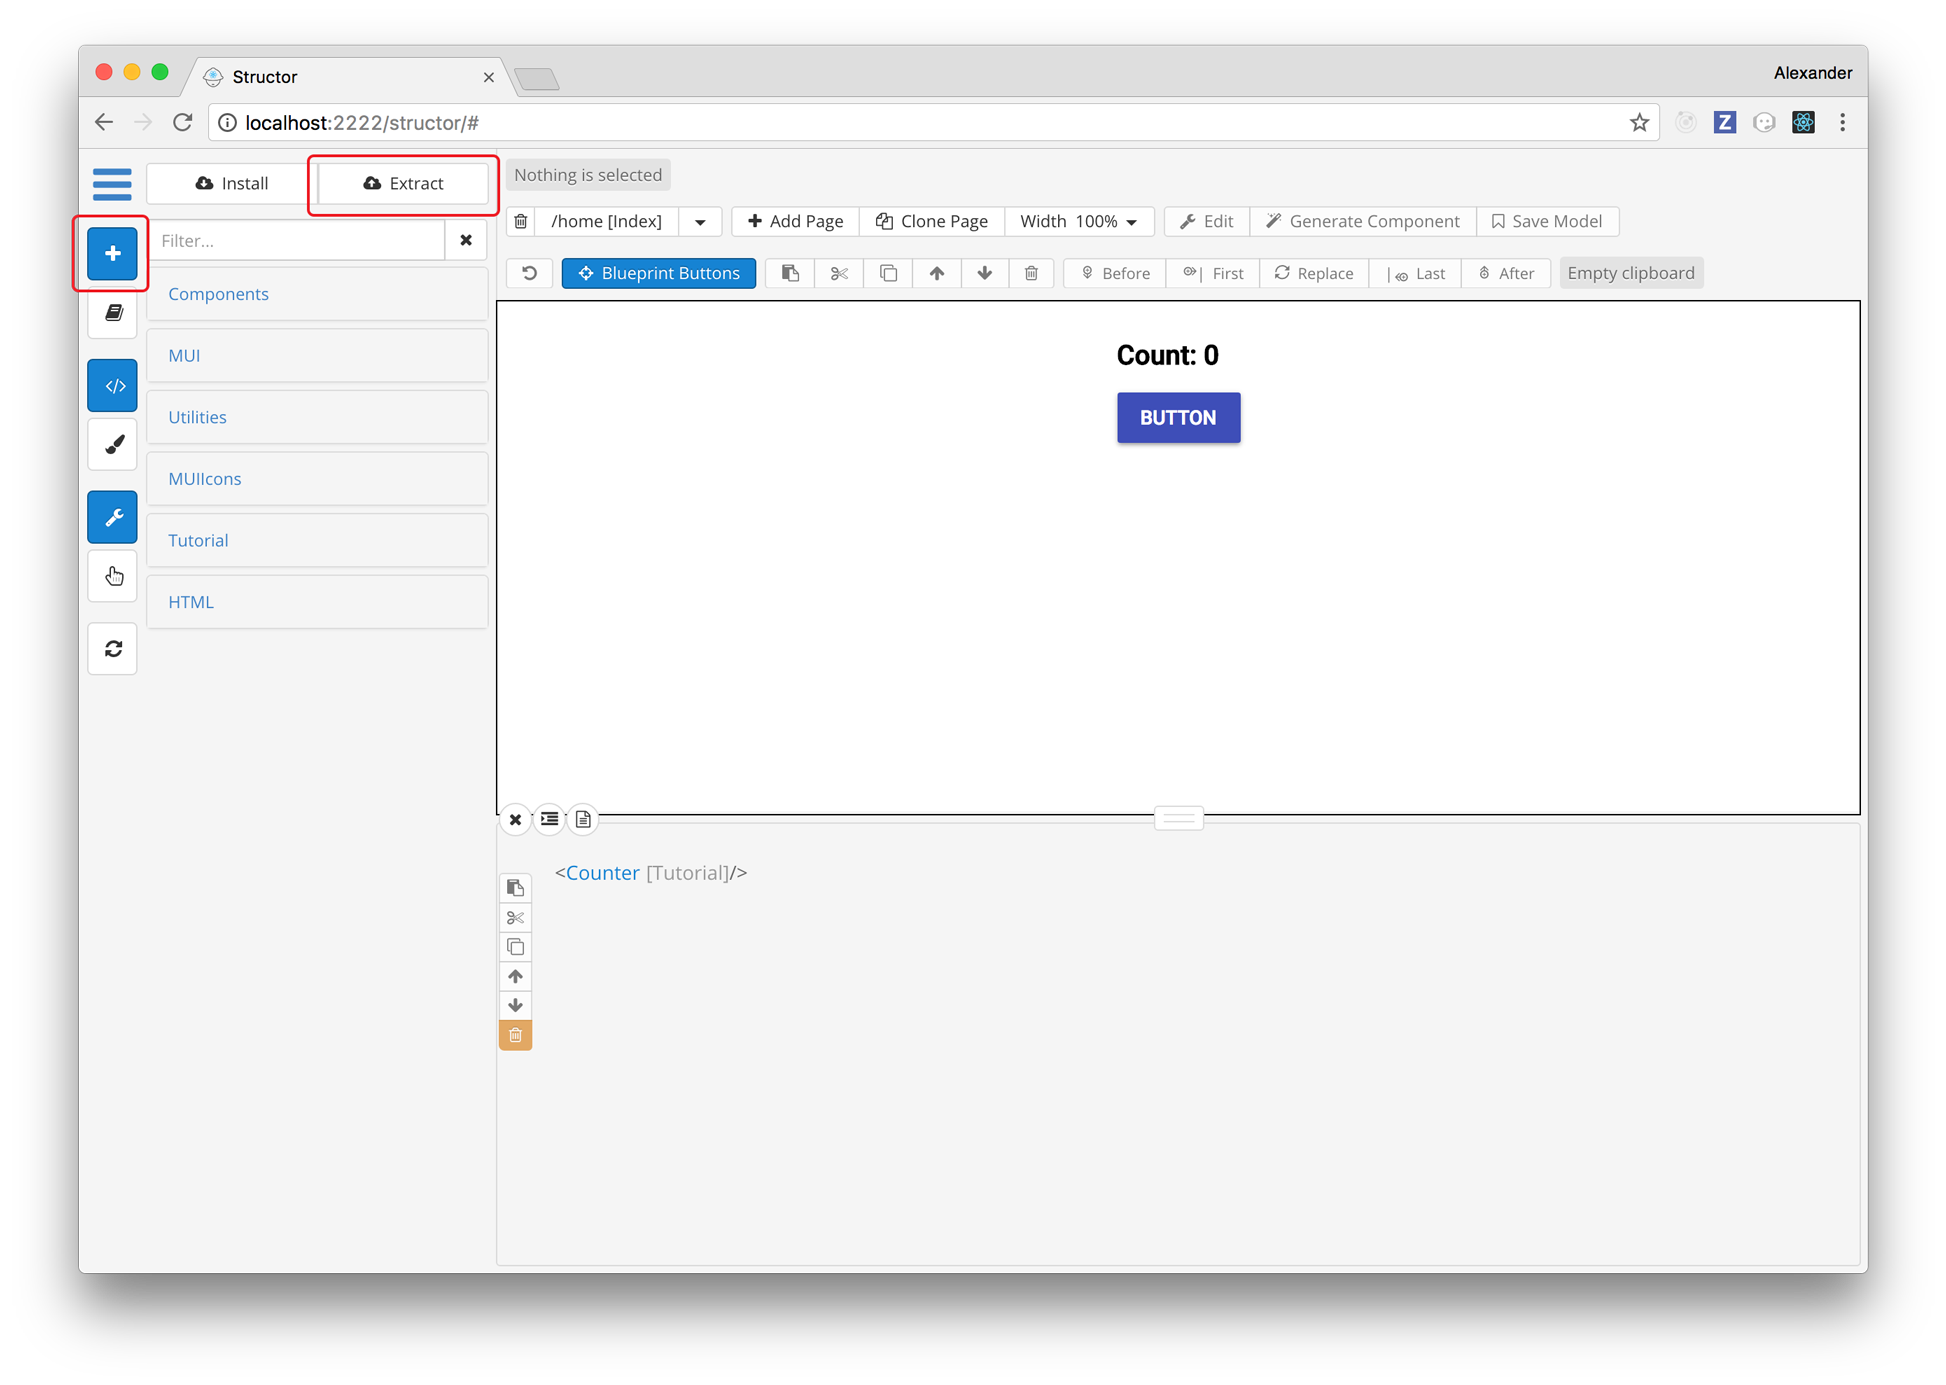 Structor
Alexander
localhost:2222/structor/#
Install
Extract
Nothing is selected
/home [Index]
Add Page
Clone Page
Width 100%
Edit
Generate Component
Save Model
Filter...
Blueprint Buttons
Before
First
Replace
Last
After
Empty clipboard
Components
MUI
Utilities
MUIIcons
Tutorial
HTML
Count: 0
BUTTON
<Counter [Tutorial]/>
Z
</>